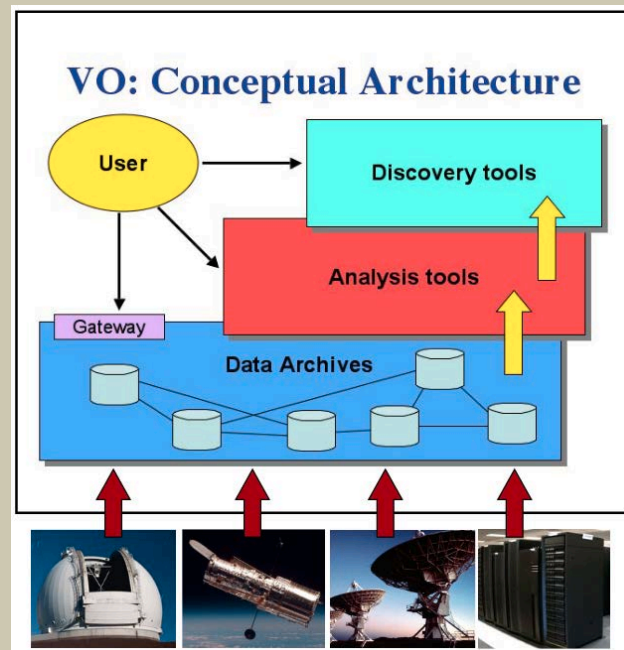 VO: Conceptual Architecture
User
Discovery tools
Analysis tools
Gateway
Data Archives